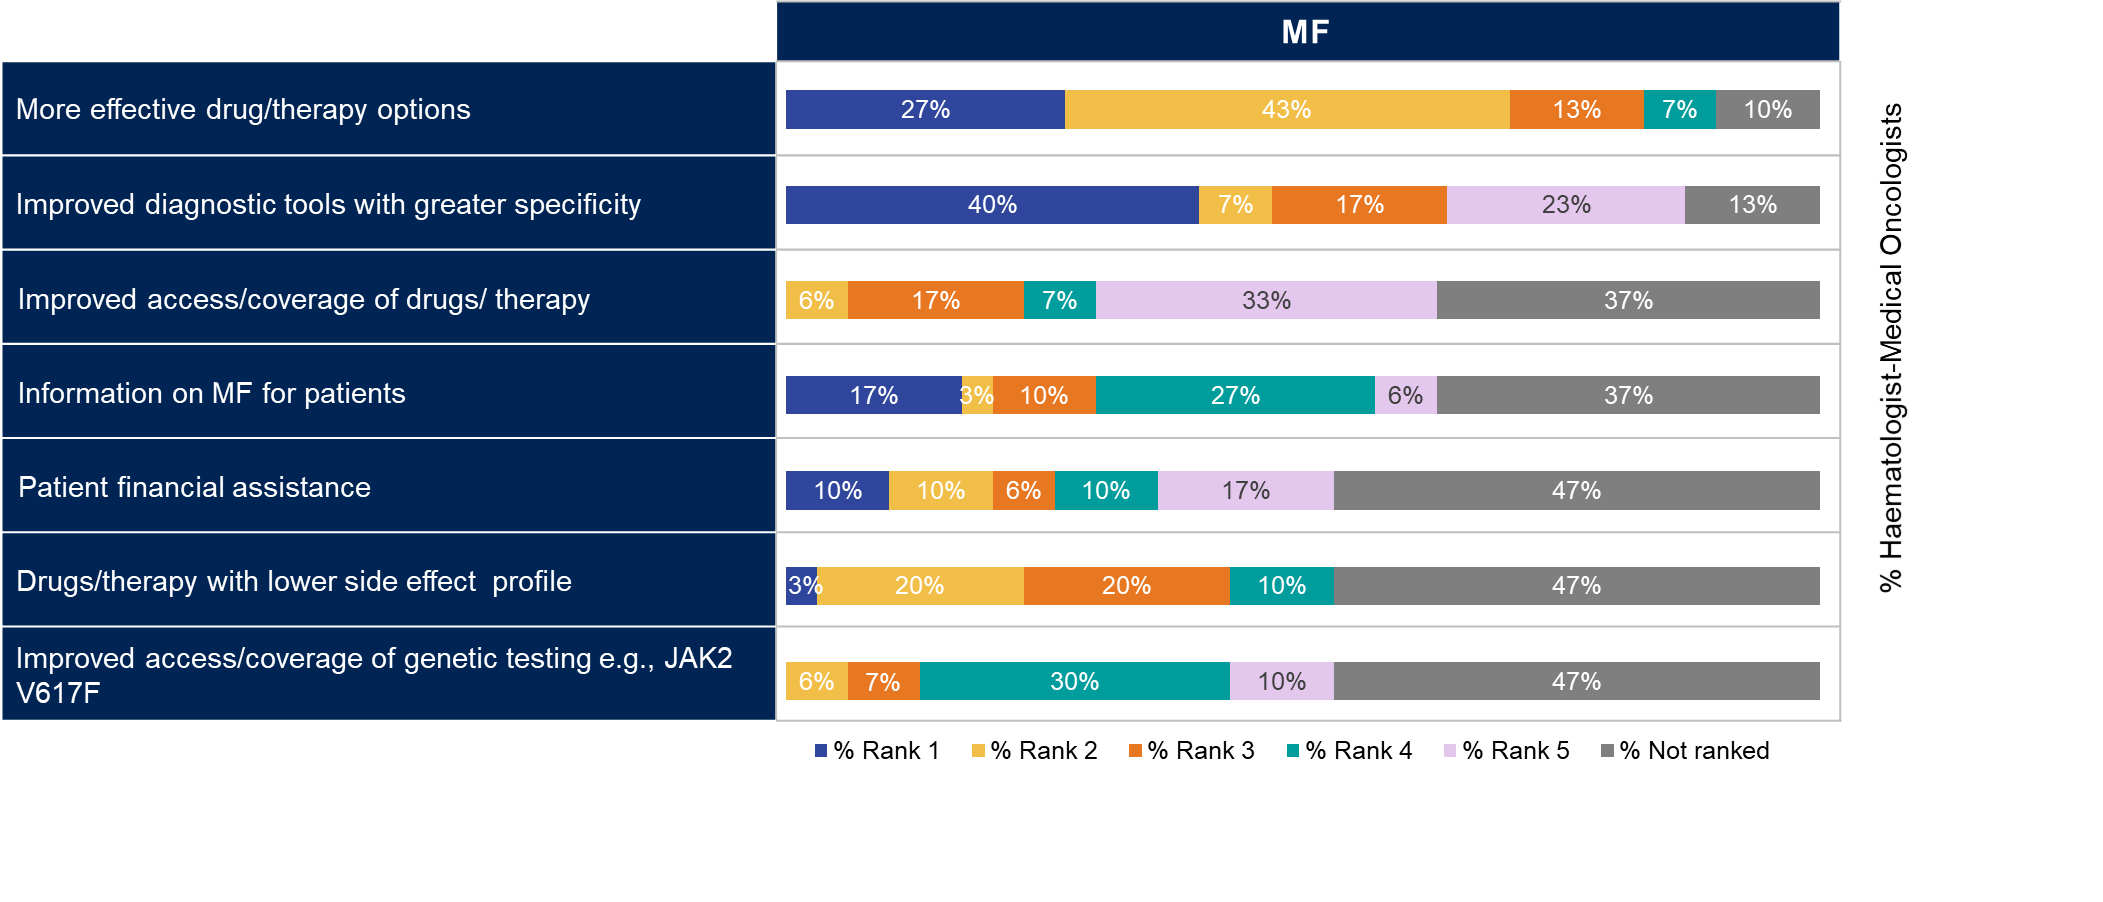 MF
More effective drug/therapy options
27% 43% 13% 7% 10%
Improved diagnostic tools with greater specificity
40% 7% 17% 23% 13%
Improved access/coverage of drugs/ therapy
6% 17% 7% 33% 37%
Information on MF for patients
17% 3% 10% 27% 6% 37%
Patient financial assistance
10% 10% 6% 10% 17% 47%
Drugs/therapy with lower side effect  profile
3% 20% 20% 10% 47%
Improved access/coverage of genetic testing e.g., JAK2
V617F
6% 7% 30% 10% 47%
% Rank 1 % Rank 2 % Rank 3 % Rank 4 % Rank 5 % Not ranked
% Haematologist-Medical Oncologists